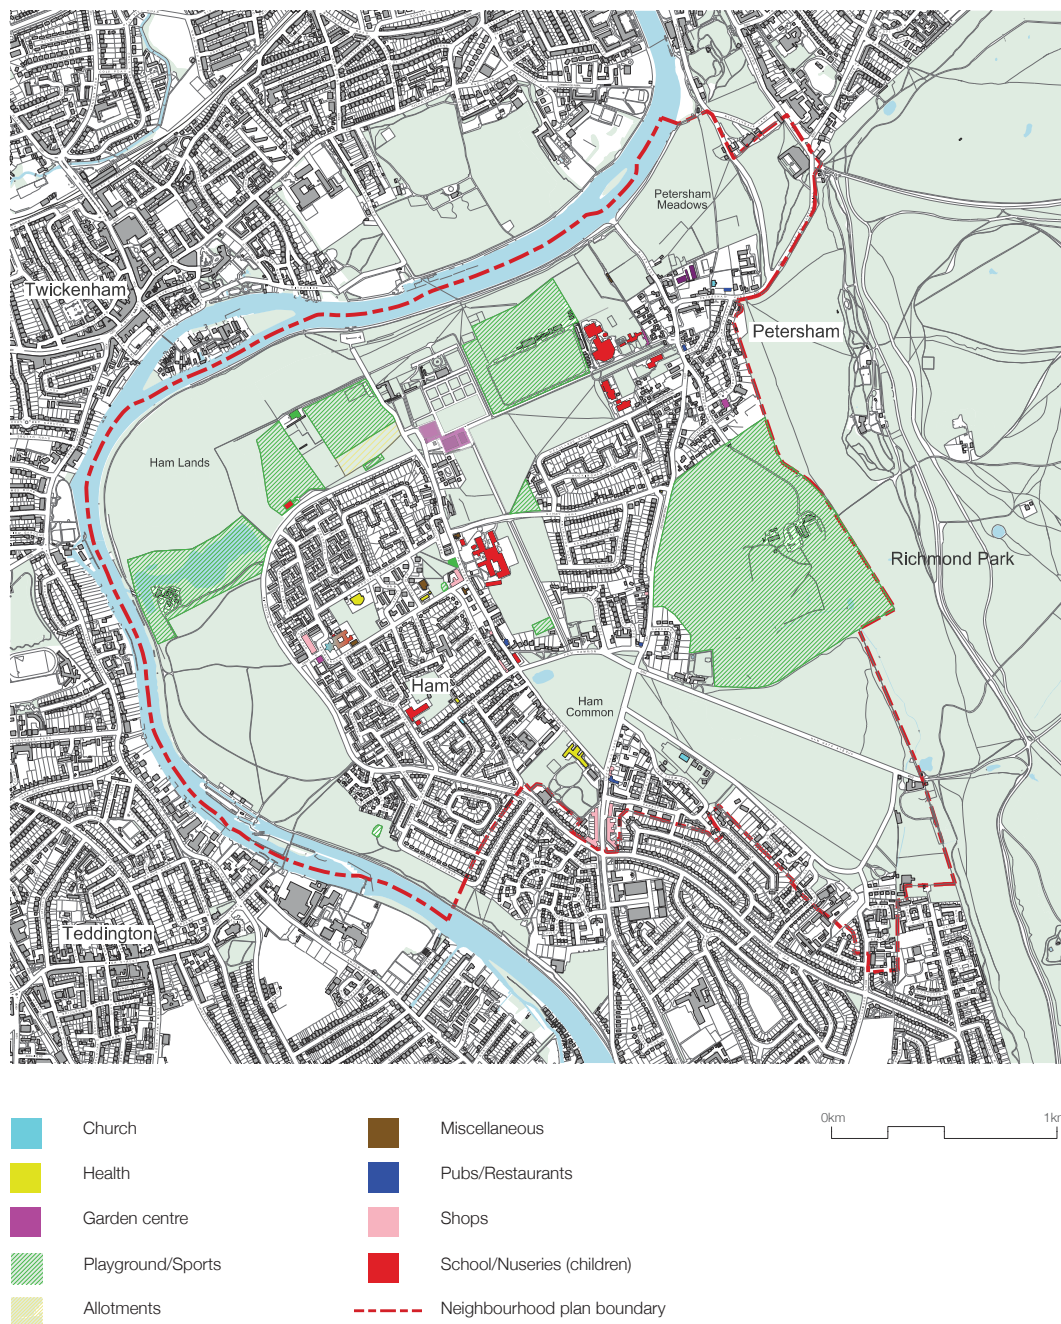 Petersham
Meadows
Twickenham
Petersham
Ham Lands
Richmond Park
Ham
Ham
Common
Teddington
0km
1km
Church
Miscellaneous
Health
Pubs/Restaurants
Garden centre
Shops
Playground/Sports
School/Nuseries (children)
Allotments
Neighbourhood plan boundary